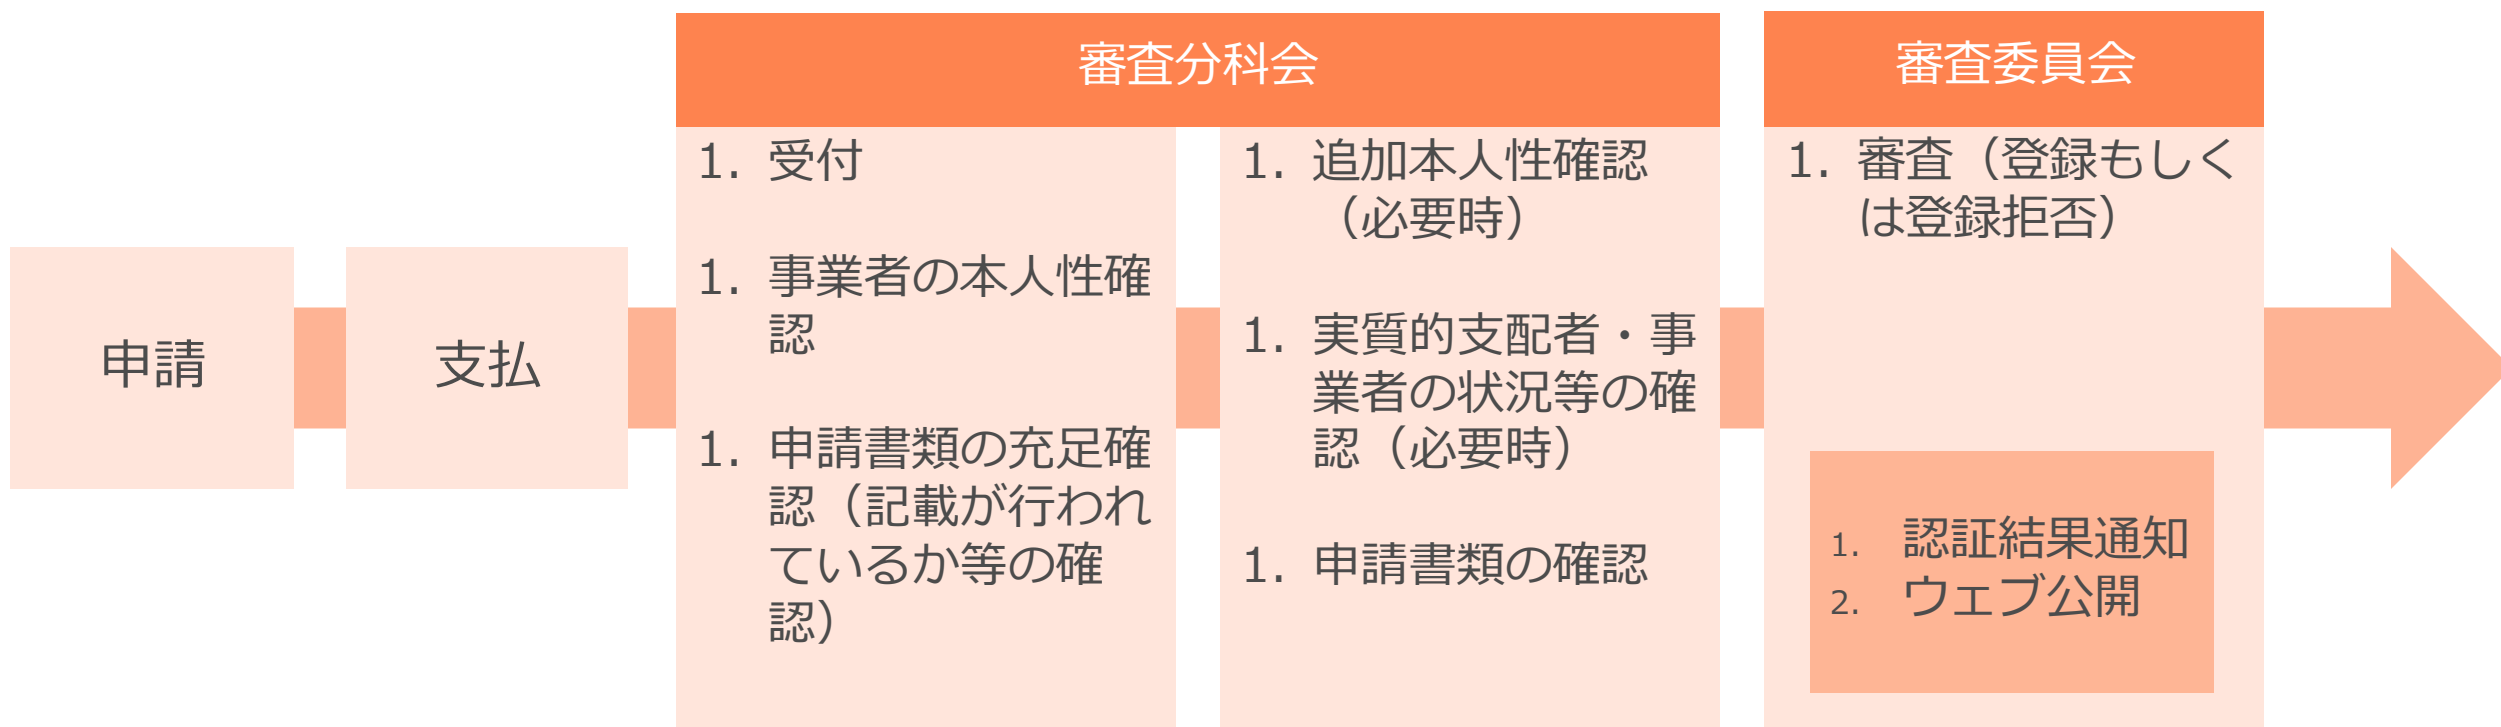 申請
支払
審査分科会
1. 受付
1. 事業者の本人性確
認
1. 申請書類の充足確
認（記載が行われ
ているか等の確
認）
1. 追加本人性確認
（必要時）
1. 実質的支配者・事
業者の状況等の確
認（必要時）
1. 申請書類の確認
審査委員会
1. 審査（登録もしく
は登録拒否）
1. 認証結果通知
2. ウェブ公開